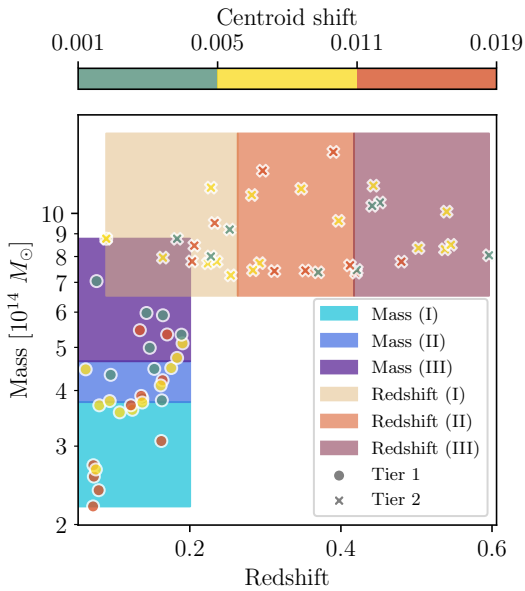 Centroid shift
0.001 0.005 0.011 0.019
Mass [10^14 M_⊙]
10
9
8
7
6
5
4
3
2
Mass (I)
Mass (II)
Mass (III)
Redshift (I)
Redshift (II)
Redshift (III)
Tier 1
Tier 2
0.2 0.4 0.6
Redshift